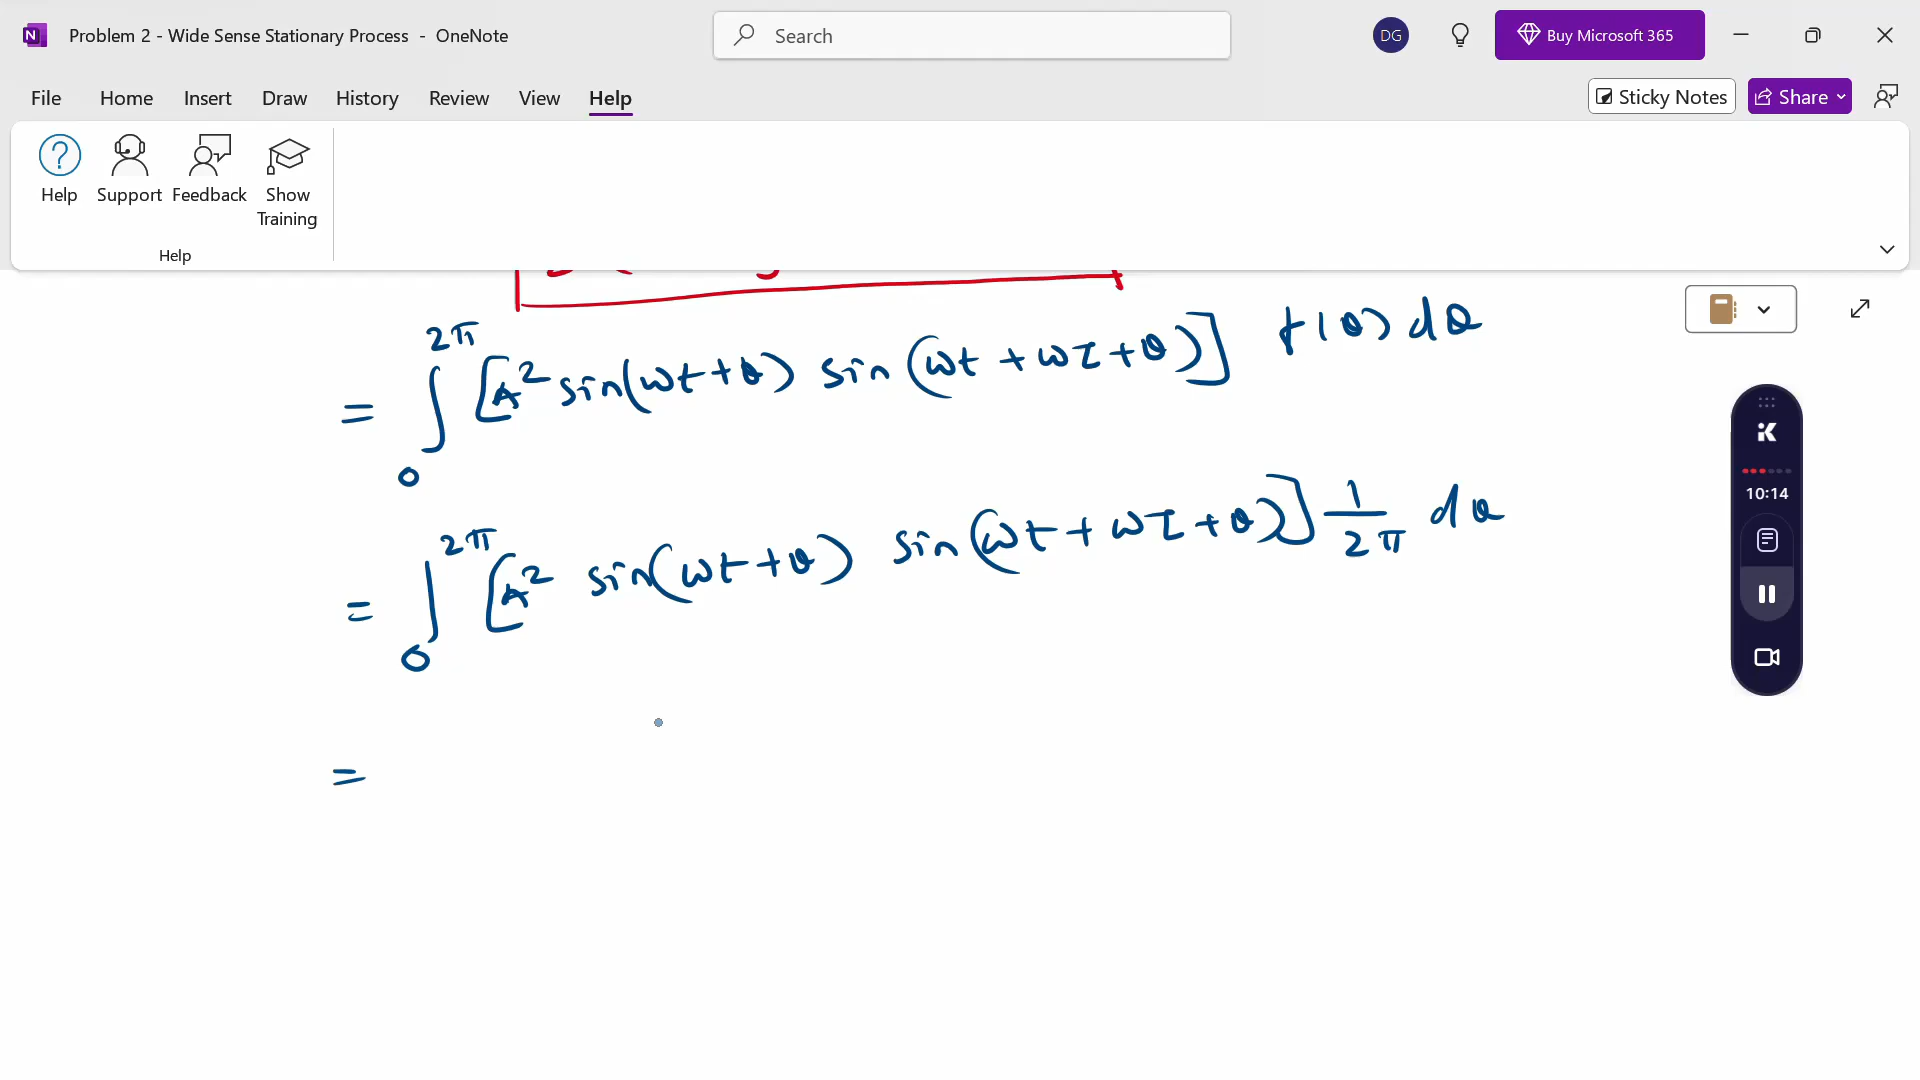 Problem 2 - Wide Sense Stationary Process - OneNote
Search
DG
Buy Microsoft 365
File Home Insert Draw History Review View Help
Sticky Notes
Share
Help Support Feedback Show Training
Help
= ∫₀^2π [A² sin(ωt+θ) sin(ωt+ωτ+θ)] f(θ) dθ
= ∫₀^2π [A² sin(ωt+θ) sin(ωt+ωτ+θ)] 1/2π dθ
=
10:14